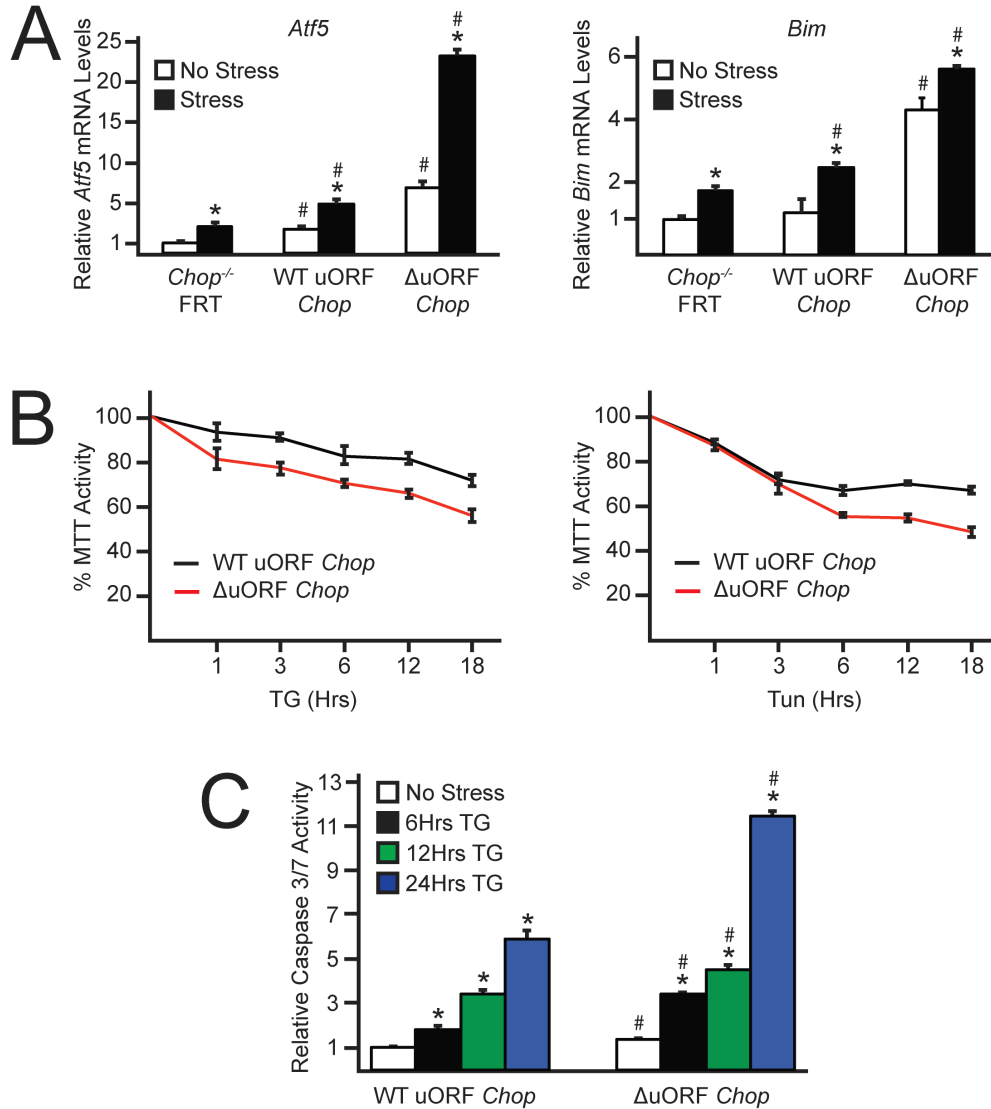 A
Atf5
Relative Atf5 mRNA Levels
25
20
15
10
5
1
No Stress
Stress
*
#
*
#
#
#
*
Chop-/-
FRT
WT uORF
Chop
ΔuORF
Chop
Bim
Relative Bim mRNA Levels
6
4
2
1
No Stress
Stress
*
#
*
#
#
*
Chop-/-
FRT
WT uORF
Chop
ΔuORF
Chop
B
% MTT Activity
100
80
60
40
20
WT uORF Chop
ΔuORF Chop
1 3 6 12 18
TG (Hrs)
% MTT Activity
100
80
60
40
20
WT uORF Chop
ΔuORF Chop
1 3 6 12 18
Tun (Hrs)
C
Relative Caspase 3/7 Activity
13
11
9
7
5
3
1
No Stress
6Hrs TG
12Hrs TG
24Hrs TG
*
*
*
#
#
*
#
*
#
*
WT uORF Chop
ΔuORF Chop